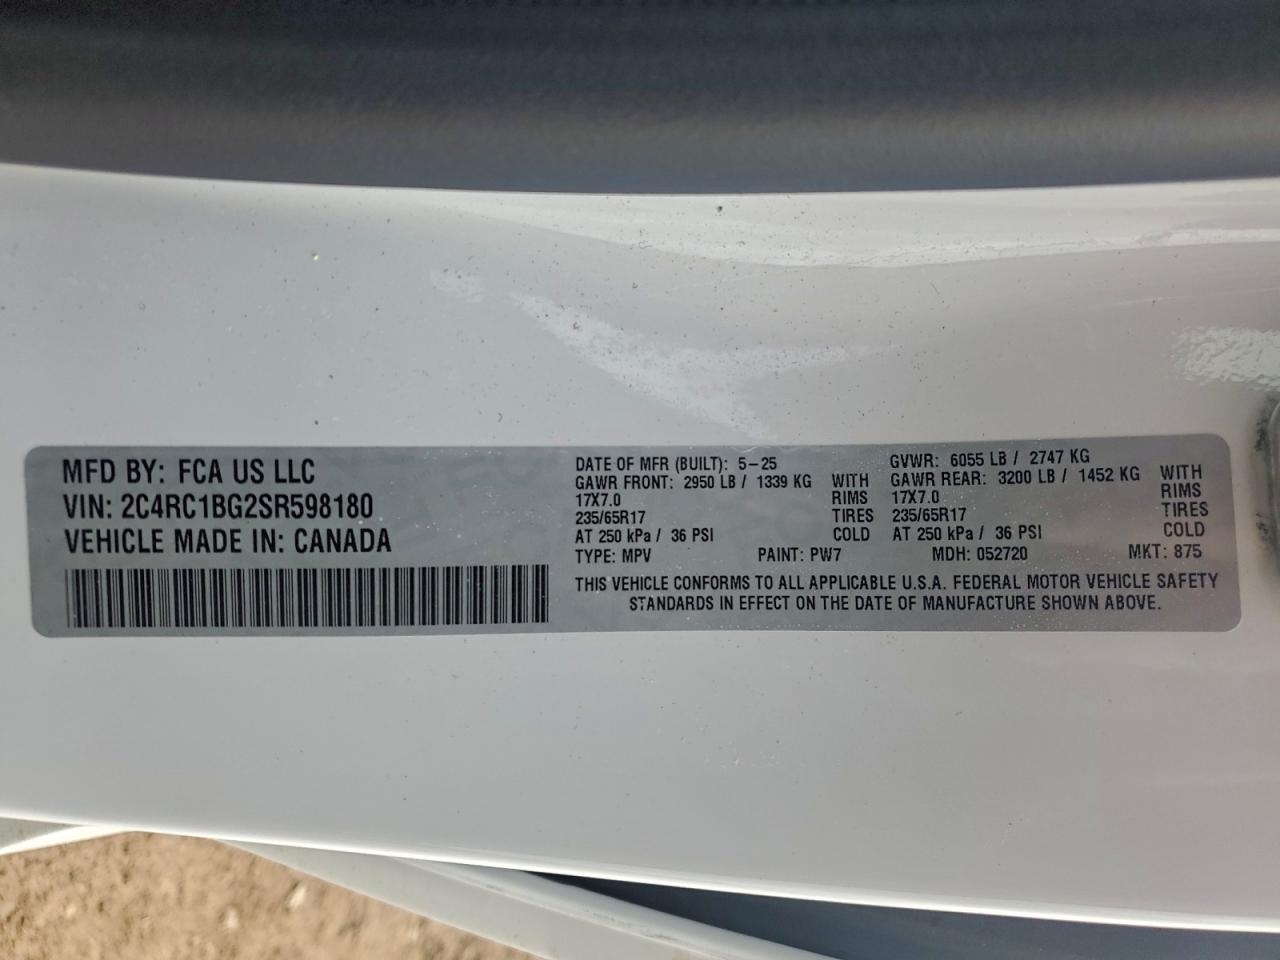 MFD BY: FCA US LLC
VIN: 2C4RC1BG2SR598180
VEHICLE MADE IN: CANADA
DATE OF MFR (BUILT): 5-25
GAWR FRONT: 2950 LB / 1339 KG WITH
17X7.0 RIMS
235/65R17 TIRES
AT 250 kPa / 36 PSI COLD
GVWR: 6055 LB / 2747 KG
GAWR REAR: 3200 LB / 1452 KG WITH
17X7.0 RIMS
235/65R17 TIRES
AT 250 kPa / 36 PSI COLD
TYPE: MPV PAINT: PW7 MDH: 052720 MKT: 875
THIS VEHICLE CONFORMS TO ALL APPLICABLE U.S.A. FEDERAL MOTOR VEHICLE SAFETY
STANDARDS IN EFFECT ON THE DATE OF MANUFACTURE SHOWN ABOVE.